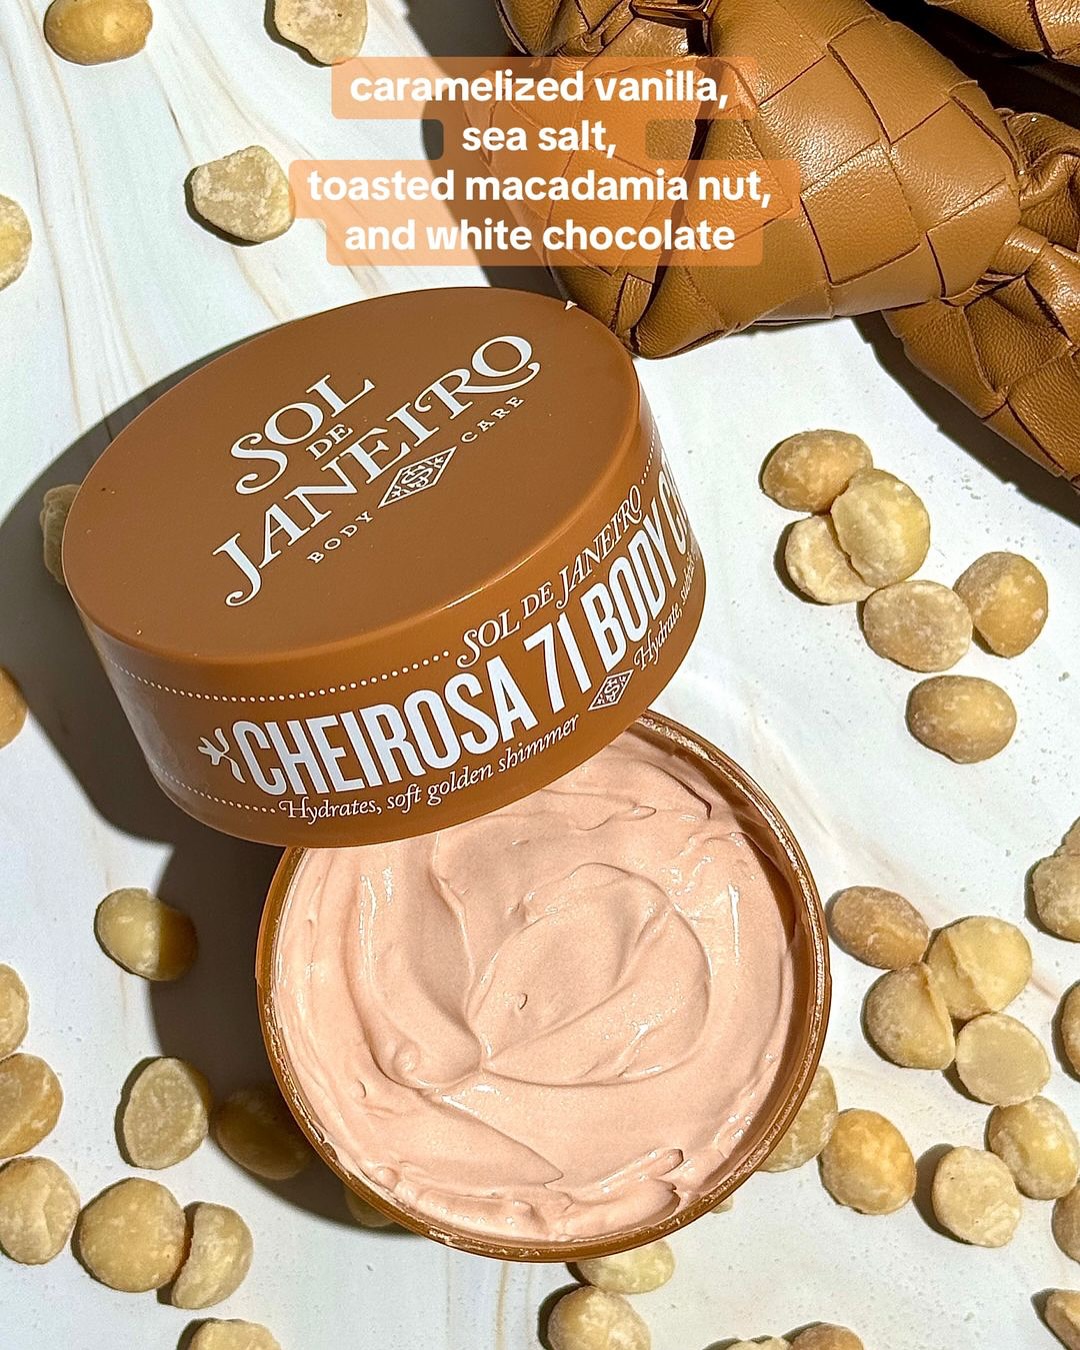 caramelized vanilla,
sea salt,
toasted macadamia nut,
and white chocolate
SOL
DE
JANEIRO
BODY CARE
SOL DE JANEIRO
CHEIROSA 71 BODY
Hydrates, soft golden shimmer
Hydrate,